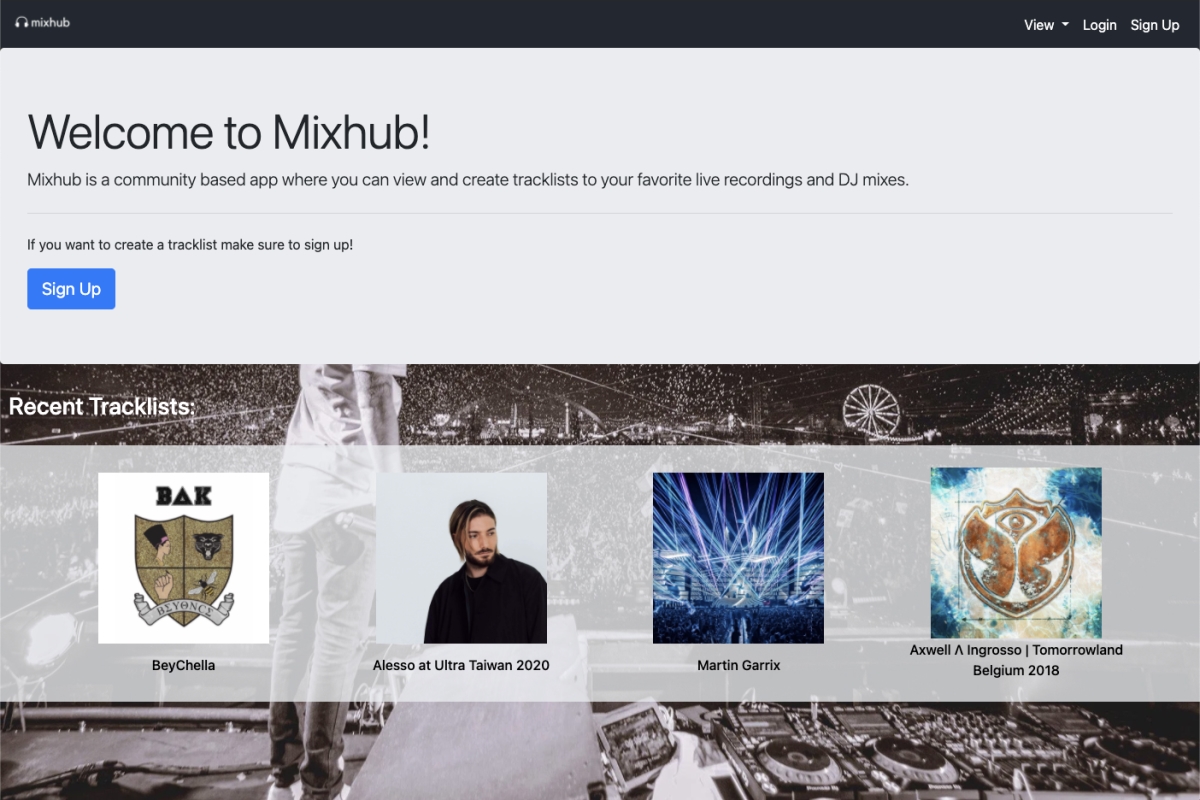 mixhub
View
Login
Sign Up
Welcome to Mixhub!
Mixhub is a community based app where you can view and create tracklists to your favorite live recordings and DJ mixes.
If you want to create a tracklist make sure to sign up!
Sign Up
Recent Tracklists:
BAK
BΣYΘNCΣ
BeyChella
Alesso at Ultra Taiwan 2020
Martin Garrix
Axwell Λ Ingrosso | Tomorrowland
Belgium 2018